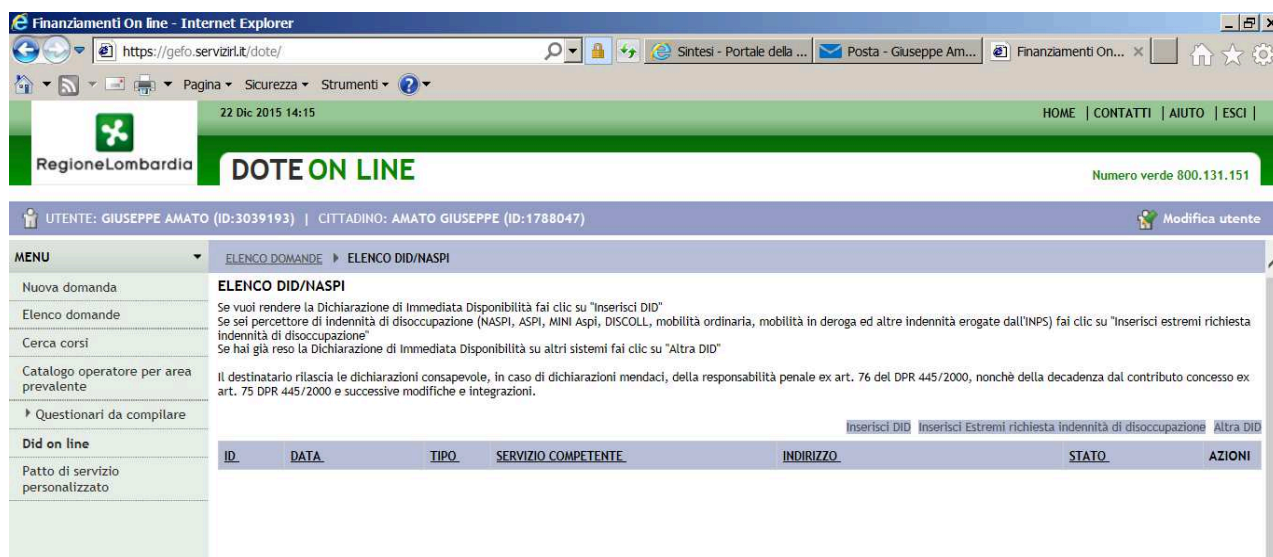 Finanziamenti On line - Internet Explorer
https://gefo.servizirl.it/dote/
Sintesi - Portale della ...
Posta - Giuseppe Am...
Finanziamenti On...
Pagina
Sicurezza
Strumenti
22 Dic 2015 14:15
HOME | CONTATTI | AIUTO | ESCI |
RegioneLombardia
DOTE ON LINE
Numero verde 800.131.151
UTENTE: GIUSEPPE AMATO (ID:3039193) | CITTADINO: AMATO GIUSEPPE (ID:1788047)
Modifica utente
MENU
Nuova domanda
Elenco domande
Cerca corsi
Catalogo operatore per area
prevalente
Questionari da compilare
Did on line
Patto di servizio
personalizzato
ELENCO DOMANDE ELENCO DID/NASPI
ELENCO DID/NASPI
Se vuoi rendere la Dichiarazione di Immediata Disponibilità fai clic su "Inserisci DID"
Se sei percettore di indennità di disoccupazione (NASPI, ASPI, MINI Aspi, DISCOLL, mobilità ordinaria, mobilità in deroga ed altre indennità erogate dall'INPS) fai clic su "Inserisci estremi richiesta
indennità di disoccupazione"
Se hai già reso la Dichiarazione di Immediata Disponibilità su altri sistemi fai clic su "Altra DID"
Il destinatario rilascia le dichiarazioni consapevole, in caso di dichiarazioni mendaci, della responsabilità penale ex art. 76 del DPR 445/2000, nonchè della decadenza dal contributo concesso ex
art. 75 DPR 445/2000 e successive modifiche e integrazioni.
Inserisci DID Inserisci Estremi richiesta indennità di disoccupazione Altra DID
ID DATA TIPO SERVIZIO COMPETENTE INDIRIZZO STATO AZIONI